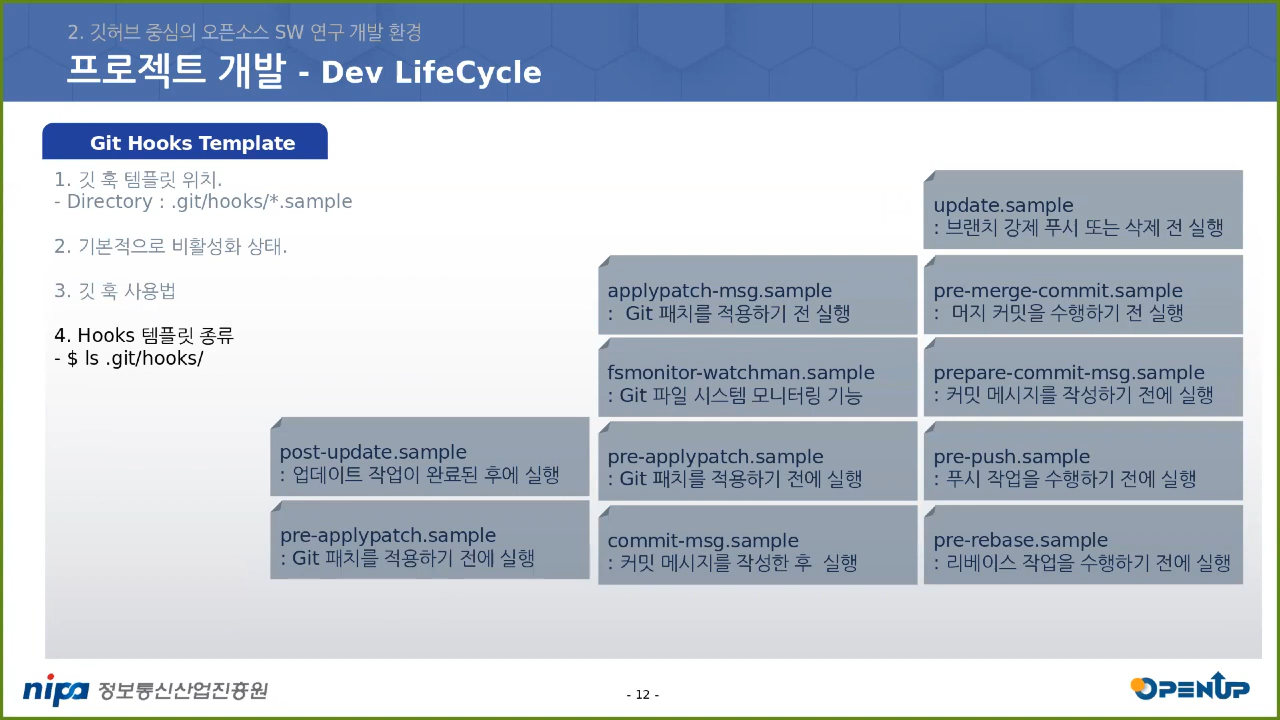 2. 깃허브 중심의 오픈소스 SW 연구 개발 환경
프로젝트 개발 - Dev LifeCycle
Git Hooks Template
1. 깃 훅 템플릿 위치.
- Directory : .git/hooks/*.sample
2. 기본적으로 비활성화 상태.
3. 깃 훅 사용법
4. Hooks 템플릿 종류
- $ ls .git/hooks/
post-update.sample
: 업데이트 작업이 완료된 후에 실행
pre-applypatch.sample
: Git 패치를 적용하기 전에 실행
applypatch-msg.sample
: Git 패치를 적용하기 전 실행
fsmonitor-watchman.sample
: Git 파일 시스템 모니터링 기능
pre-applypatch.sample
: Git 패치를 적용하기 전에 실행
commit-msg.sample
: 커밋 메시지를 작성한 후 실행
update.sample
: 브랜치 강제 푸시 또는 삭제 전 실행
pre-merge-commit.sample
: 머지 커밋을 수행하기 전 실행
prepare-commit-msg.sample
: 커밋 메시지를 작성하기 전에 실행
pre-push.sample
: 푸시 작업을 수행하기 전에 실행
pre-rebase.sample
: 리베이스 작업을 수행하기 전에 실행
nipa 정보통신산업진흥원
- 12 -
OPENUP